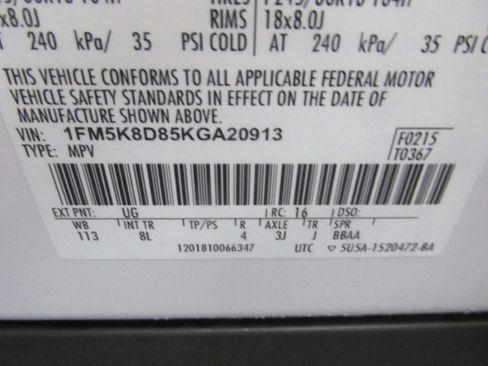 RIMS 18x8.0J
x8.0J
240 kPa/ 35 PSI COLD AT 240 kPa/ 35 PSI
THIS VEHICLE CONFORMS TO ALL APPLICABLE FEDERAL MOTOR
VEHICLE SAFETY STANDARDS IN EFFECT ON THE DATE OF
MANUFACTURE SHOWN ABOVE.
VIN: 1FM5K8D85KGA20913
TYPE: MPV
F0215
T0367
EXT PNT: UG RC: 16 DSO:
WB INT TR TP/PS R AXLE TR SPR
113 8L 4 3J J BBAA
1201810066347 UTC ▽ SU5A-1520472-BA